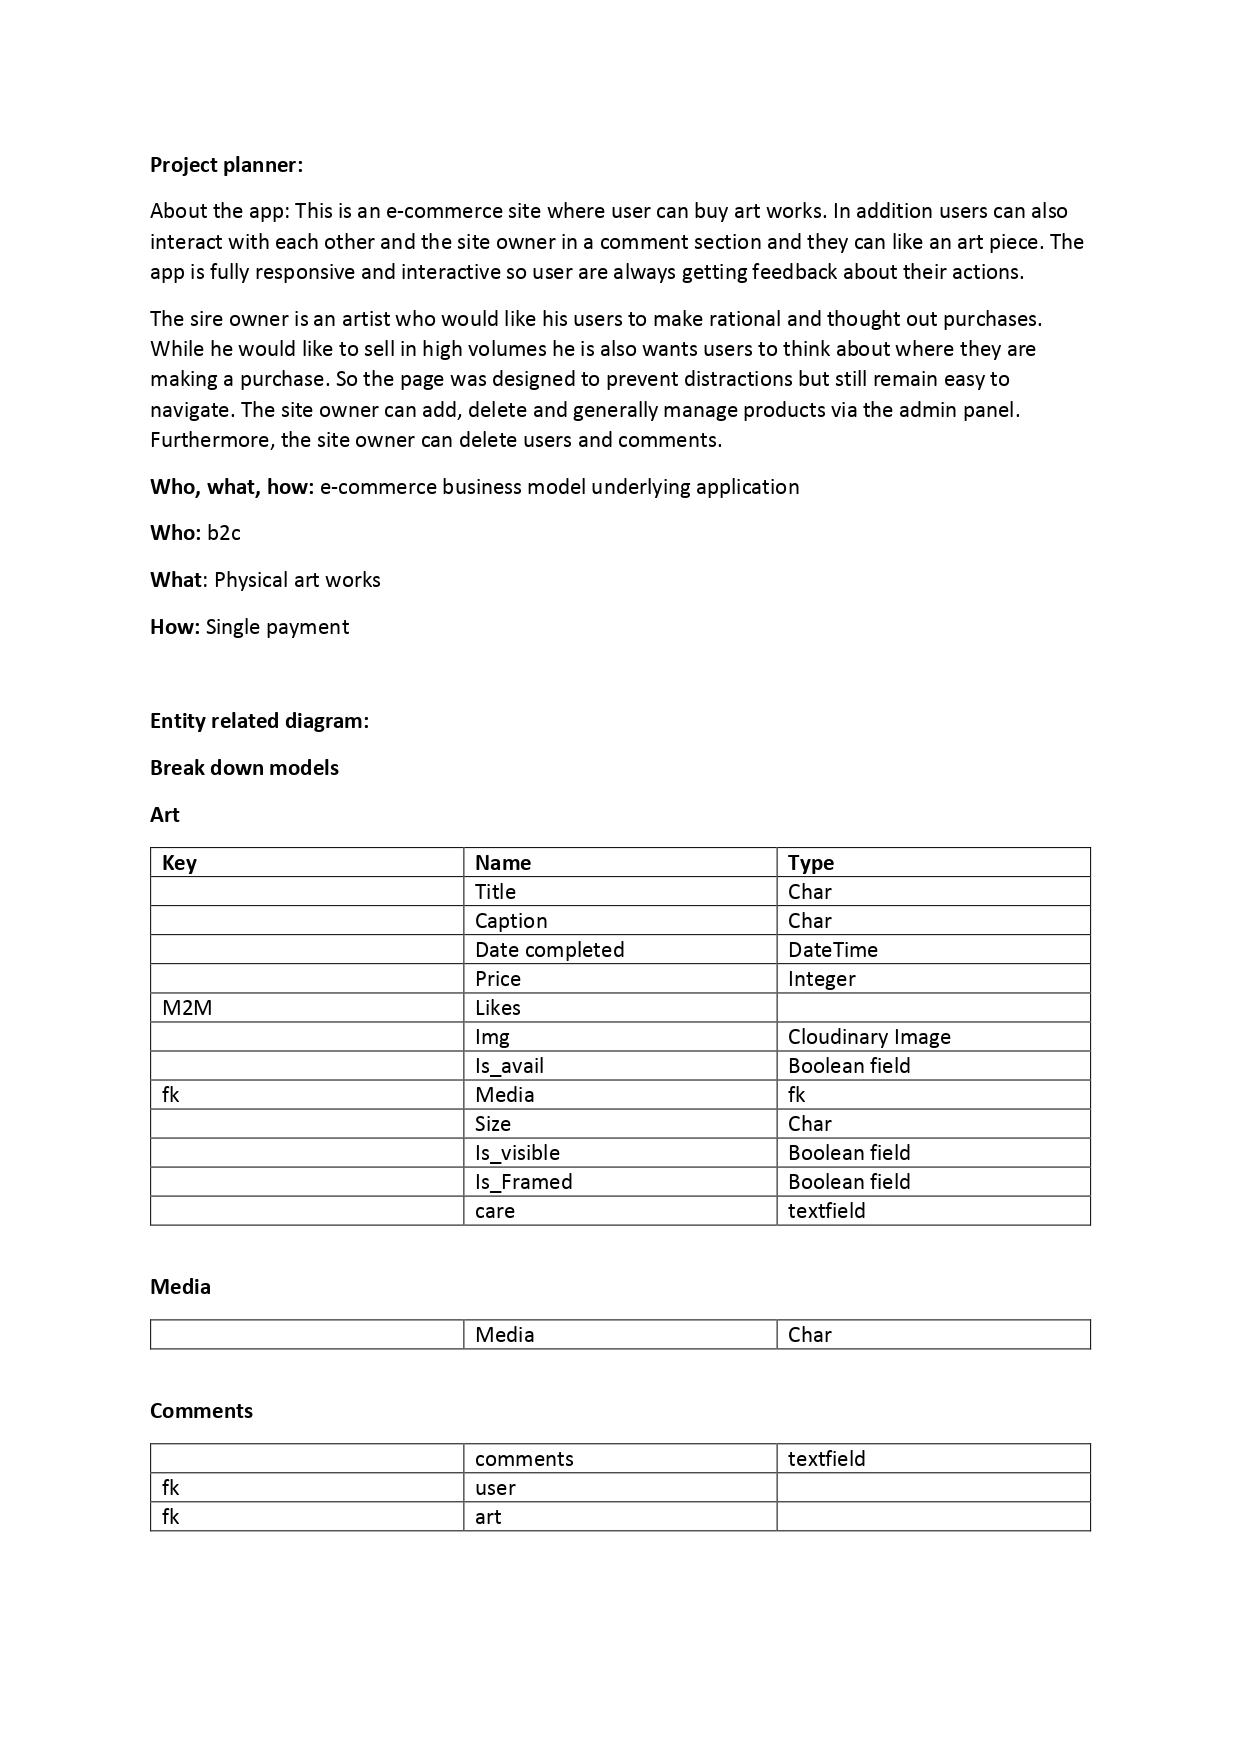 Project planner:
About the app: This is an e-commerce site where user can buy art works. In addition users can also
interact with each other and the site owner in a comment section and they can like an art piece. The
app is fully responsive and interactive so user are always getting feedback about their actions.
The sire owner is an artist who would like his users to make rational and thought out purchases.
While he would like to sell in high volumes he is also wants users to think about where they are
making a purchase. So the page was designed to prevent distractions but still remain easy to
navigate. The site owner can add, delete and generally manage products via the admin panel.
Furthermore, the site owner can delete users and comments.
Who, what, how: e-commerce business model underlying application
Who: b2c
What: Physical art works
How: Single payment
Entity related diagram:
Break down models
Art
Key Name Type
Title Char
Caption Char
Date completed DateTime
Price Integer
M2M Likes
Img Cloudinary Image
Is_avail Boolean field
fk Media fk
Size Char
Is_visible Boolean field
Is_Framed Boolean field
care textfield
Media
Media Char
Comments
comments textfield
fk user
fk art